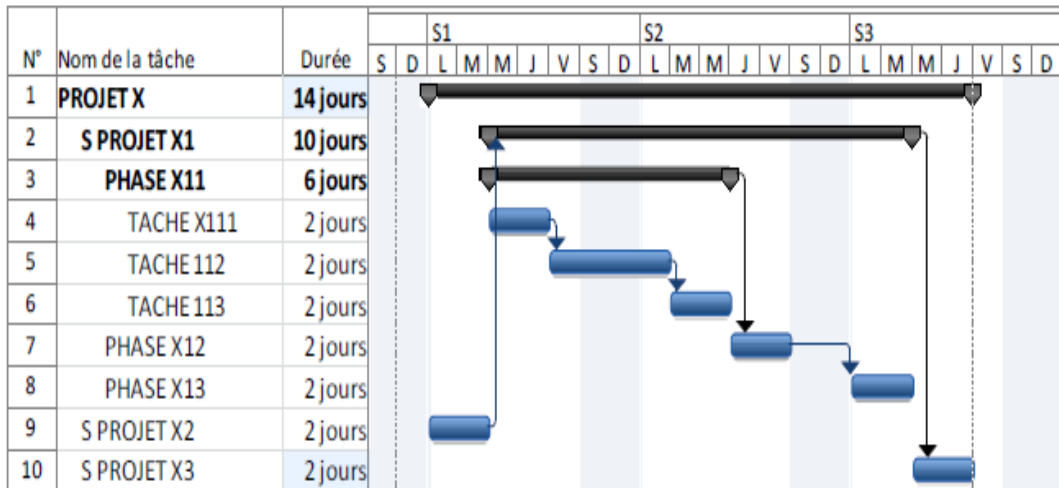 S1 S2 S3
N° Nom de la tâche Durée S D L M M J V S D L M M J V S D L M M J V S D
1 PROJET X 14 jours
2 S PROJET X1 10 jours
3 PHASE X11 6 jours
4 TACHE X111 2 jours
5 TACHE 112 2 jours
6 TACHE 113 2 jours
7 PHASE X12 2 jours
8 PHASE X13 2 jours
9 S PROJET X2 2 jours
10 S PROJET X3 2 jours